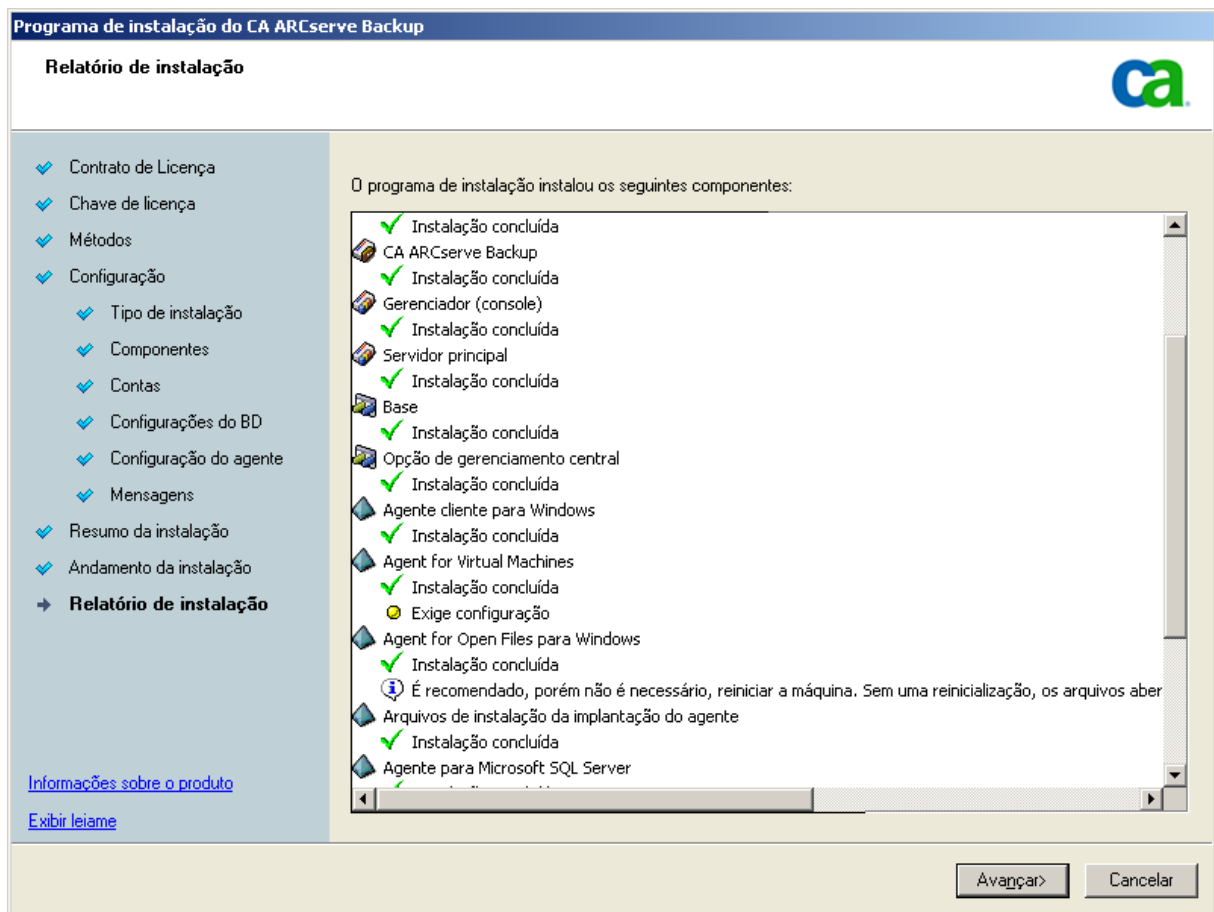 Programa de instalação do CA ARCserve Backup
Relatório de instalação
ca
Contrato de Licença
Chave de licença
Métodos
Configuração
Tipo de instalação
Componentes
Contas
Configurações do BD
Configuração do agente
Mensagens
Resumo da instalação
Andamento da instalação
Relatório de instalação
Informações sobre o produto
Exibir leiame
O programa de instalação instalou os seguintes componentes:
Instalação concluída
CA ARCserve Backup
Instalação concluída
Gerenciador (console)
Instalação concluída
Servidor principal
Instalação concluída
Base
Instalação concluída
Opção de gerenciamento central
Instalação concluída
Agente cliente para Windows
Instalação concluída
Agent for Virtual Machines
Instalação concluída
Exige configuração
Agent for Open Files para Windows
Instalação concluída
É recomendado, porém não é necessário, reiniciar a máquina. Sem uma reinicialização, os arquivos aber
Arquivos de instalação da implantação do agente
Instalação concluída
Agente para Microsoft SQL Server
Avançar>
Cancelar